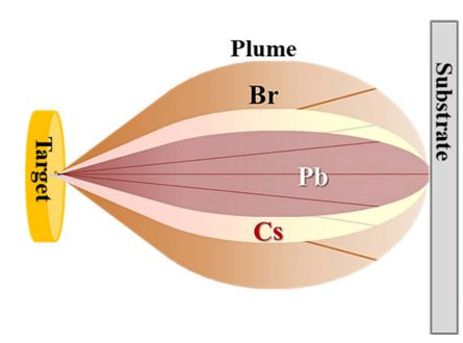 Plume
Br
Target
Pb
Cs
Substrate